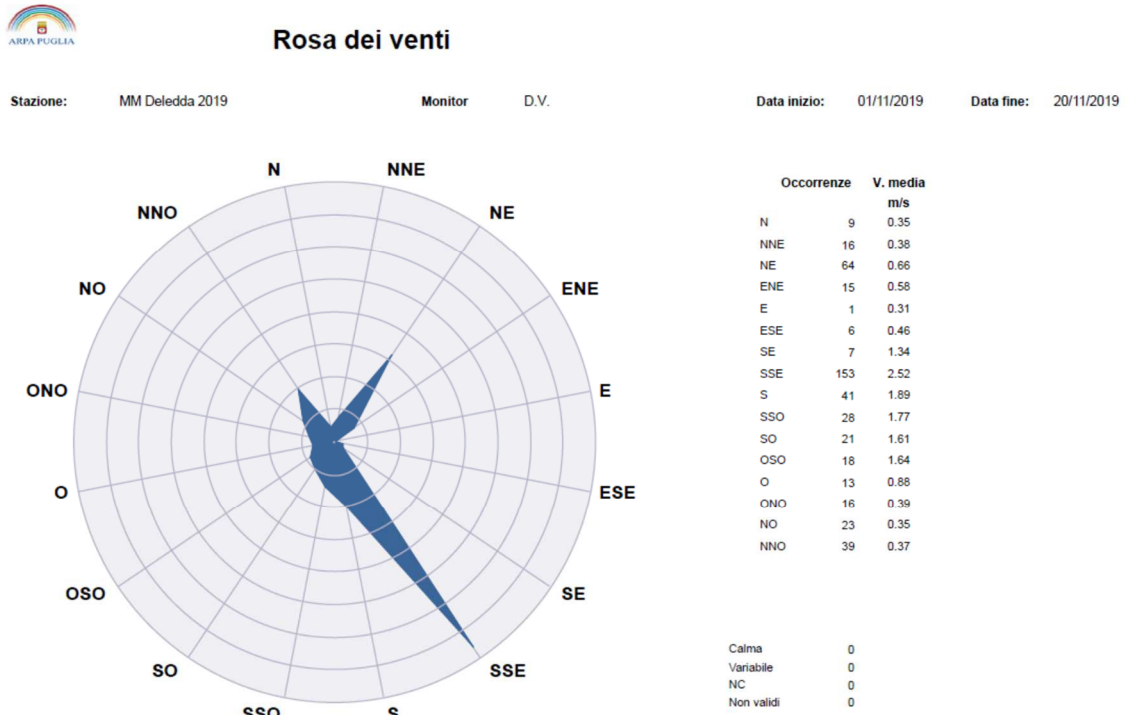 ARPA PUGLIA
Rosa dei venti
Stazione: MM Deledda 2019 Monitor D.V. Data inizio: 01/11/2019 Data fine: 20/11/2019
N NNE
NNO NE
NO ENE
ONO E
O ESE
OSO SE
SO SSE
SSO S
Occorrenze V. media
m/s
N 9 0.35
NNE 16 0.38
NE 64 0.66
ENE 15 0.58
E 1 0.31
ESE 6 0.46
SE 7 1.34
SSE 153 2.52
S 41 1.89
SSO 28 1.77
SO 21 1.61
OSO 18 1.64
O 13 0.88
ONO 16 0.39
NO 23 0.35
NNO 39 0.37
Calma 0
Variabile 0
NC 0
Non validi 0